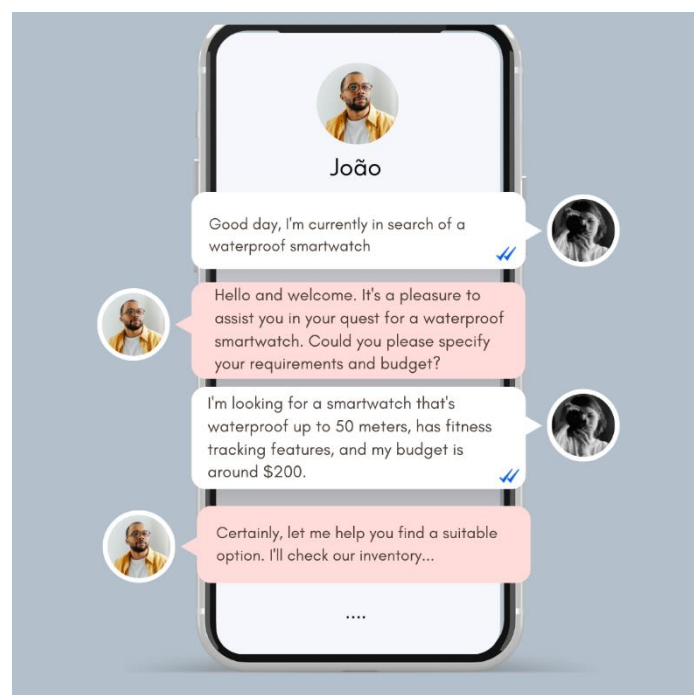 João
Good day, I'm currently in search of a
waterproof smartwatch
Hello and welcome. It's a pleasure to
assist you in your quest for a waterproof
smartwatch. Could you please specify
your requirements and budget?
I'm looking for a smartwatch that's
waterproof up to 50 meters, has fitness
tracking features, and my budget is
around $200.
Certainly, let me help you find a suitable
option. I'll check our inventory...
....